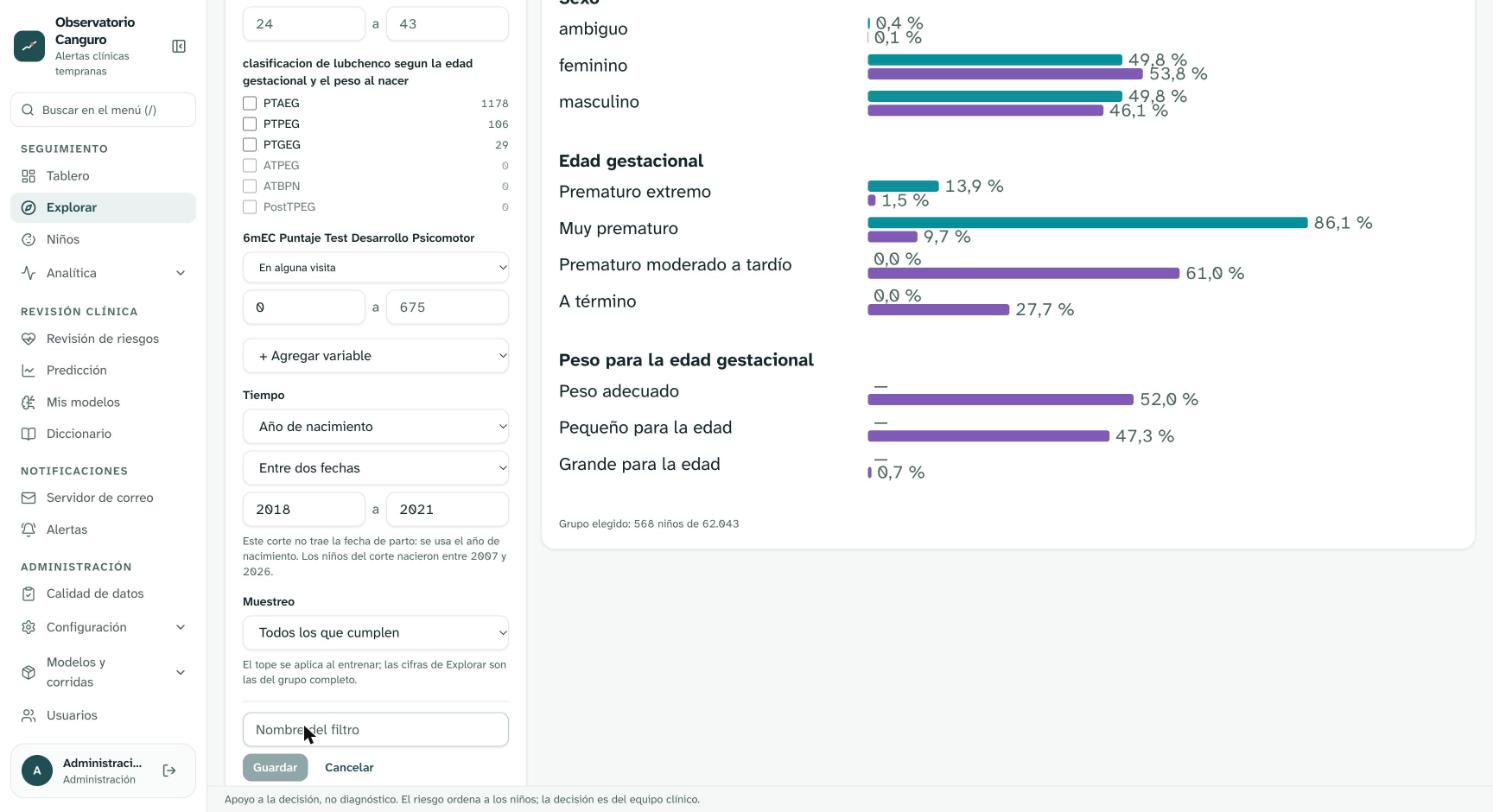 Observatorio
Canguro
Alertas clínicas
tempranas
Buscar en el menú (/)
SEGUIMIENTO
Tablero
Explorar
Niños
Analítica
REVISIÓN CLÍNICA
Revisión de riesgos
Predicción
Mis modelos
Diccionario
NOTIFICACIONES
Servidor de correo
Alertas
ADMINISTRACIÓN
Calidad de datos
Configuración
Modelos y
corridas
Usuarios
A
Administraci...
Administración
24 a 43
clasificacion de lubchenco segun la edad
gestacional y el peso al nacer
PTAEG 1178
PTPEG 106
PTGEG 29
ATPEG 0
ATBPN 0
PostTPEG 0
6mEC Puntaje Test Desarrollo Psicomotor
En alguna visita
0 a 675
+ Agregar variable
Tiempo
Año de nacimiento
Entre dos fechas
2018 a 2021
Este corte no trae la fecha de parto: se usa el año de
nacimiento. Los niños del corte nacieron entre 2007 y
2026.
Muestreo
Todos los que cumplen
El tope se aplica al entrenar; las cifras de Explorar son
las del grupo completo.
Nombre del filtro
Guardar Cancelar
Sexo
ambiguo 0,4 %
0,1 %
feminino 49,8 %
53,8 %
masculino 49,8 %
46,1 %
Edad gestacional
Prematuro extremo 13,9 %
1,5 %
Muy prematuro 86,1 %
9,7 %
Prematuro moderado a tardío 0,0 %
61,0 %
A término 0,0 %
27,7 %
Peso para la edad gestacional
Peso adecuado —
52,0 %
Pequeño para la edad —
47,3 %
Grande para la edad —
0,7 %
Grupo elegido: 568 niños de 62.043
Apoyo a la decisión, no diagnóstico. El riesgo ordena a los niños; la decisión es del equipo clínico.